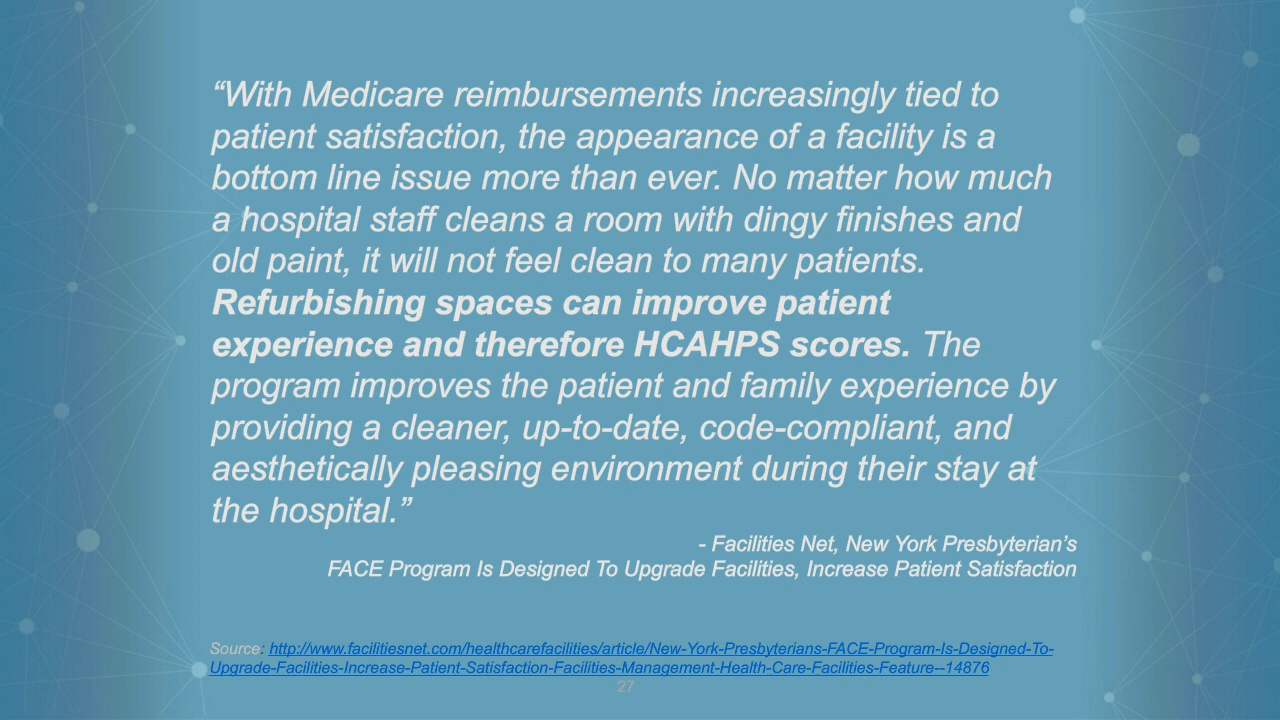 “With Medicare reimbursements increasingly tied to
patient satisfaction, the appearance of a facility is a
bottom line issue more than ever. No matter how much
a hospital staff cleans a room with dingy finishes and
old paint, it will not feel clean to many patients.
Refurbishing spaces can improve patient
experience and therefore HCAHPS scores. The
program improves the patient and family experience by
providing a cleaner, up-to-date, code-compliant, and
aesthetically pleasing environment during their stay at
the hospital.”
- Facilities Net, New York Presbyterian’s
FACE Program Is Designed To Upgrade Facilities, Increase Patient Satisfaction
Source: http://www.facilitiesnet.com/healthcarefacilities/article/New-York-Presbyterians-FACE-Program-Is-Designed-To-
Upgrade-Facilities-Increase-Patient-Satisfaction-Facilities-Management-Health-Care-Facilities-Feature--14876
27